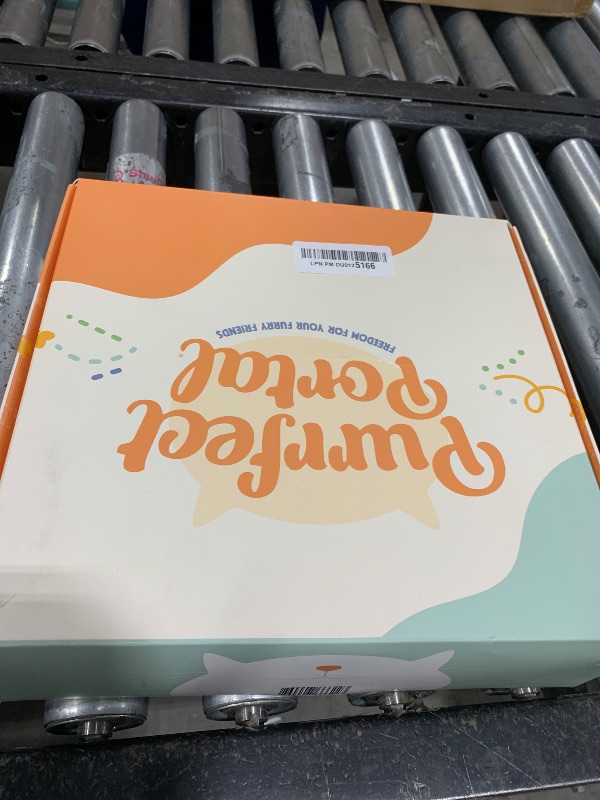 Purrfect
Portal
FREEDOM FOR YOUR FURRY FRIENDS
LPN PM 5166